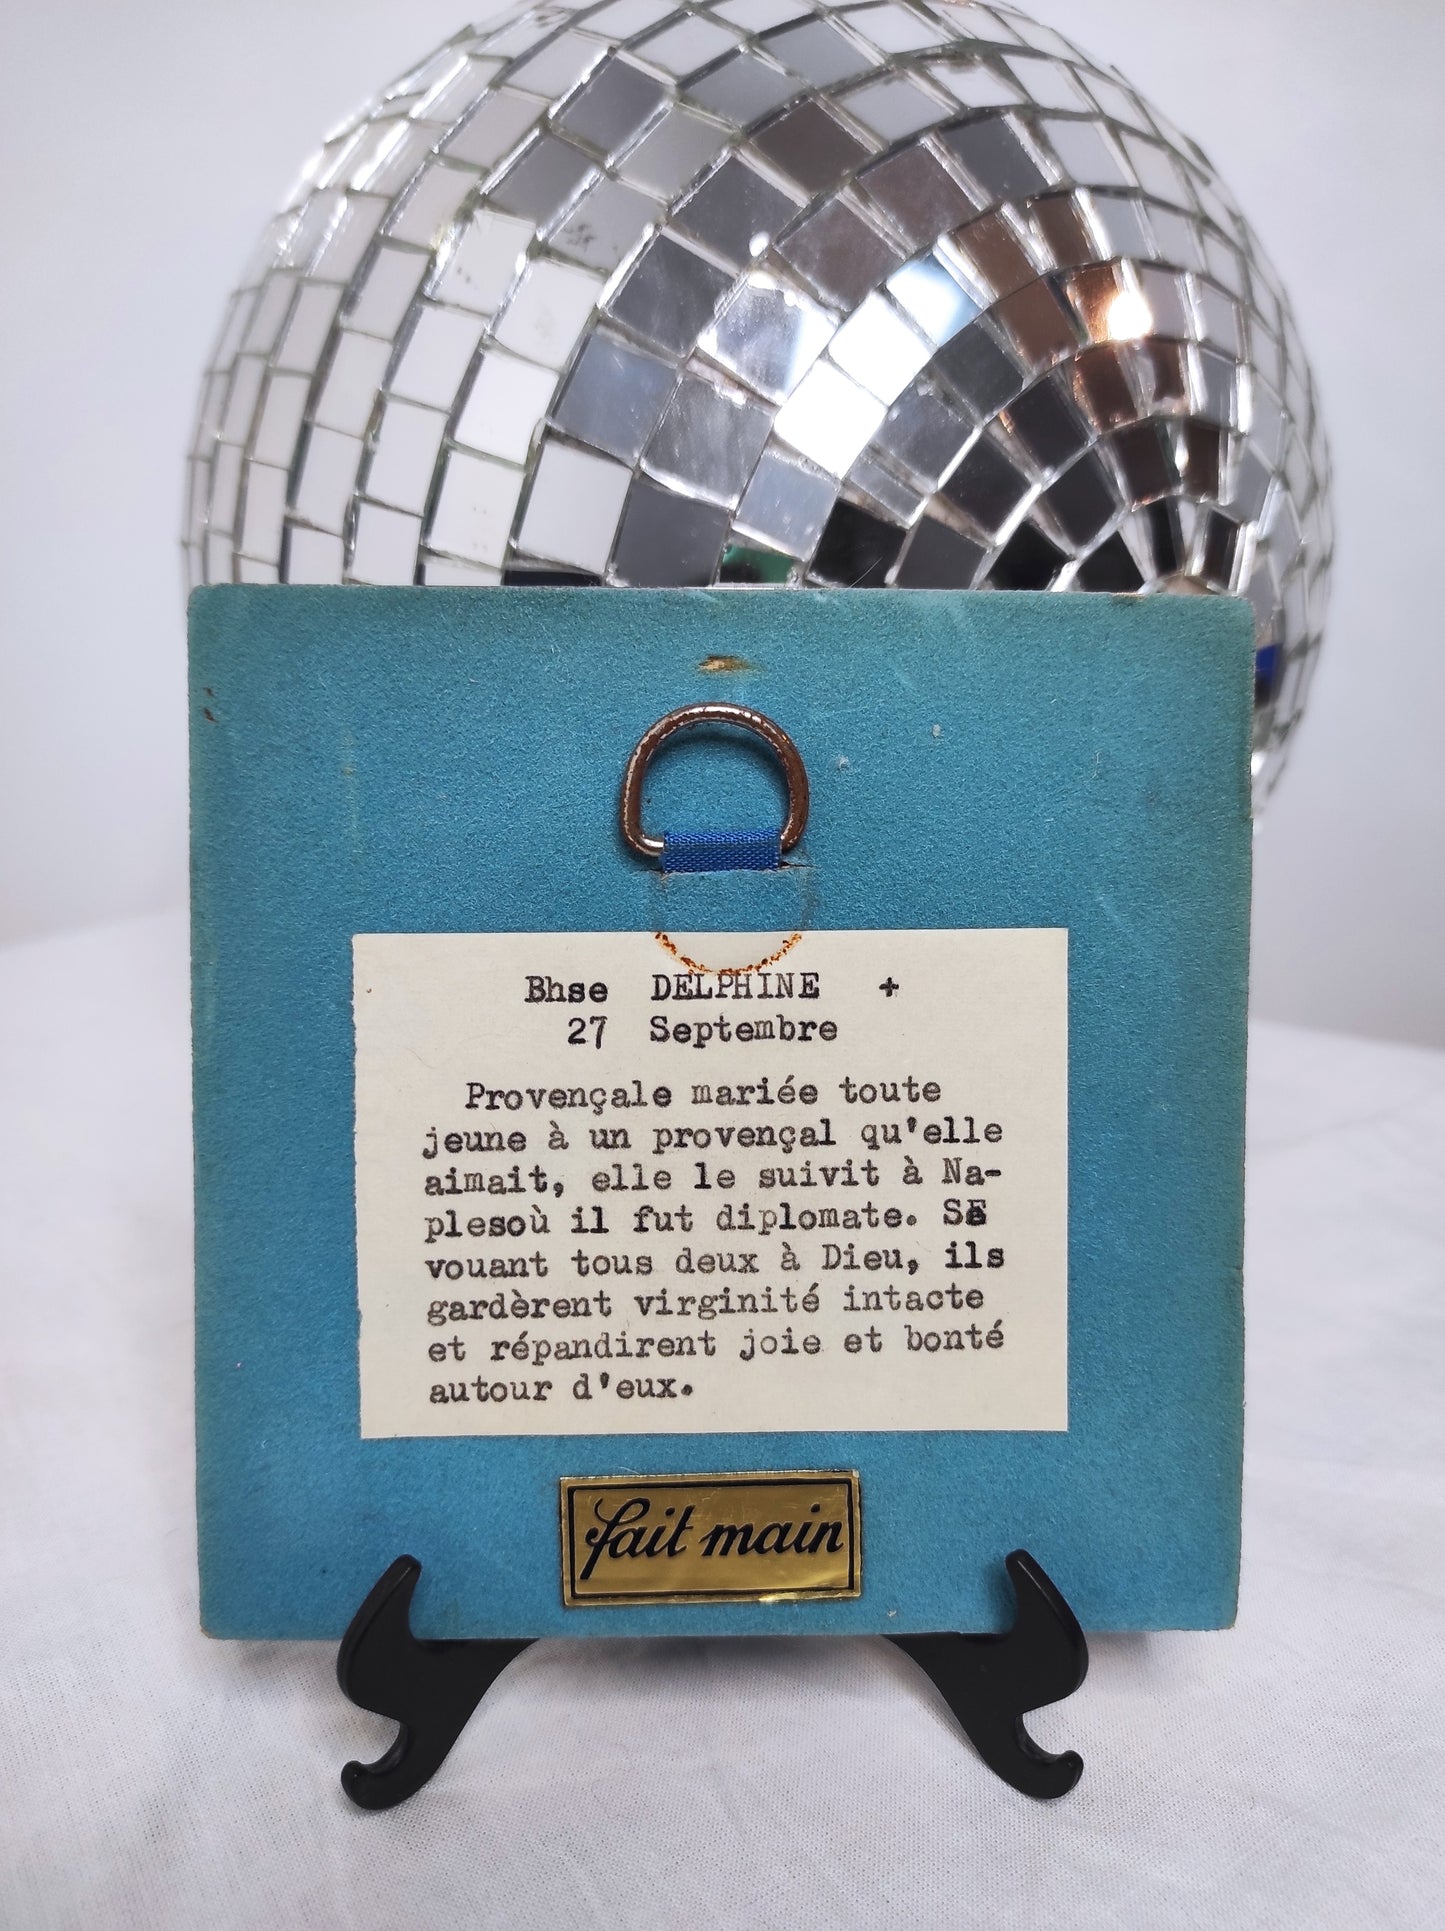 Bhse DELPHINE +
27 Septembre
Provençale mariée toute
jeune à un provençal qu'elle
aimait, elle le suivit à Na-
plesoù il fut diplomate. SE
vouant tous deux à Dieu, ils
gardèrent virginité intacte
et répandirent joie et bonté
autour d'eux.
fait main